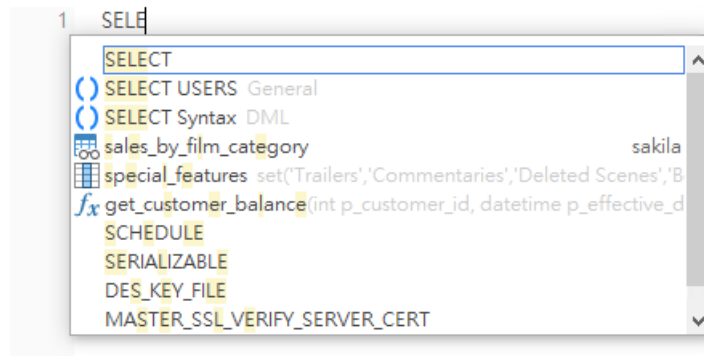 1 SELE
SELECT
SELECT USERS General
SELECT Syntax DML
sales_by_film_category sakila
special_features set('Trailers','Commentaries','Deleted Scenes','B
get_customer_balance(int p_customer_id, datetime p_effective_d
SCHEDULE
SERIALIZABLE
DES_KEY_FILE
MASTER_SSL_VERIFY_SERVER_CERT